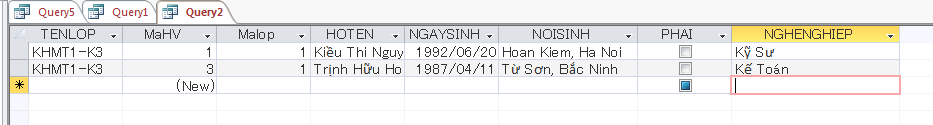 Query5 Query1 Query2
TENLOP MaHV Malop HOTEN NGAYSINH NOISINH PHAI NGHENGHIEP
KHMT1-K3 1 1 Kiều Thi Nguy 1992/06/20 Hoan Kiem, Ha Noi Kỹ Sư
KHMT1-K3 3 1 Trịnh Hữu Ho 1987/04/11 Từ Sơn, Bắc Ninh Kế Toán
* (New)